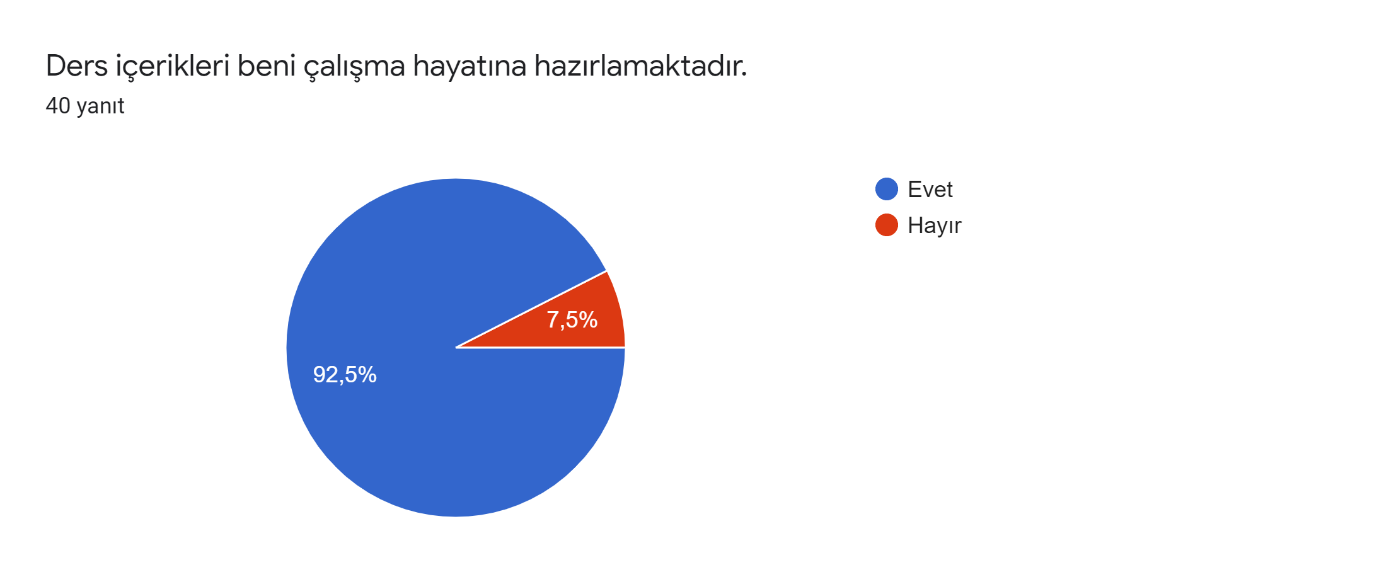 Ders içerikleri beni çalışma hayatına hazırlamaktadır.
40 yanıt
Evet
Hayır
7,5%
92,5%